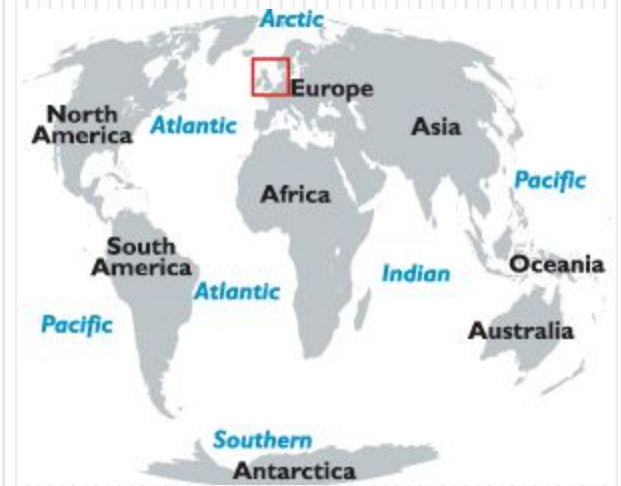 Arctic
Europe
North
America
Atlantic
Asia
Pacific
Africa
South
America
Atlantic
Indian
Oceania
Pacific
Australia
Southern
Antarctica